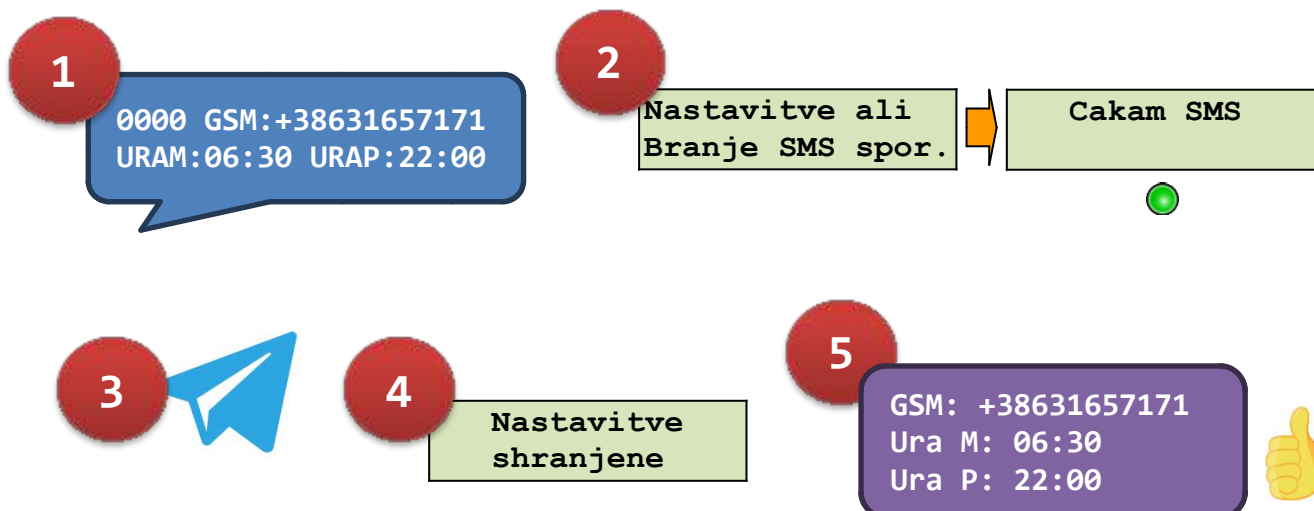 1
0000 GSM:+38631657171
URAM:06:30 URAP:22:00
2
Nastavitve ali
Branje SMS spor.
Cakam SMS
3
4
Nastavitve
shranjene
5
GSM: +38631657171
Ura M: 06:30
Ura P: 22:00